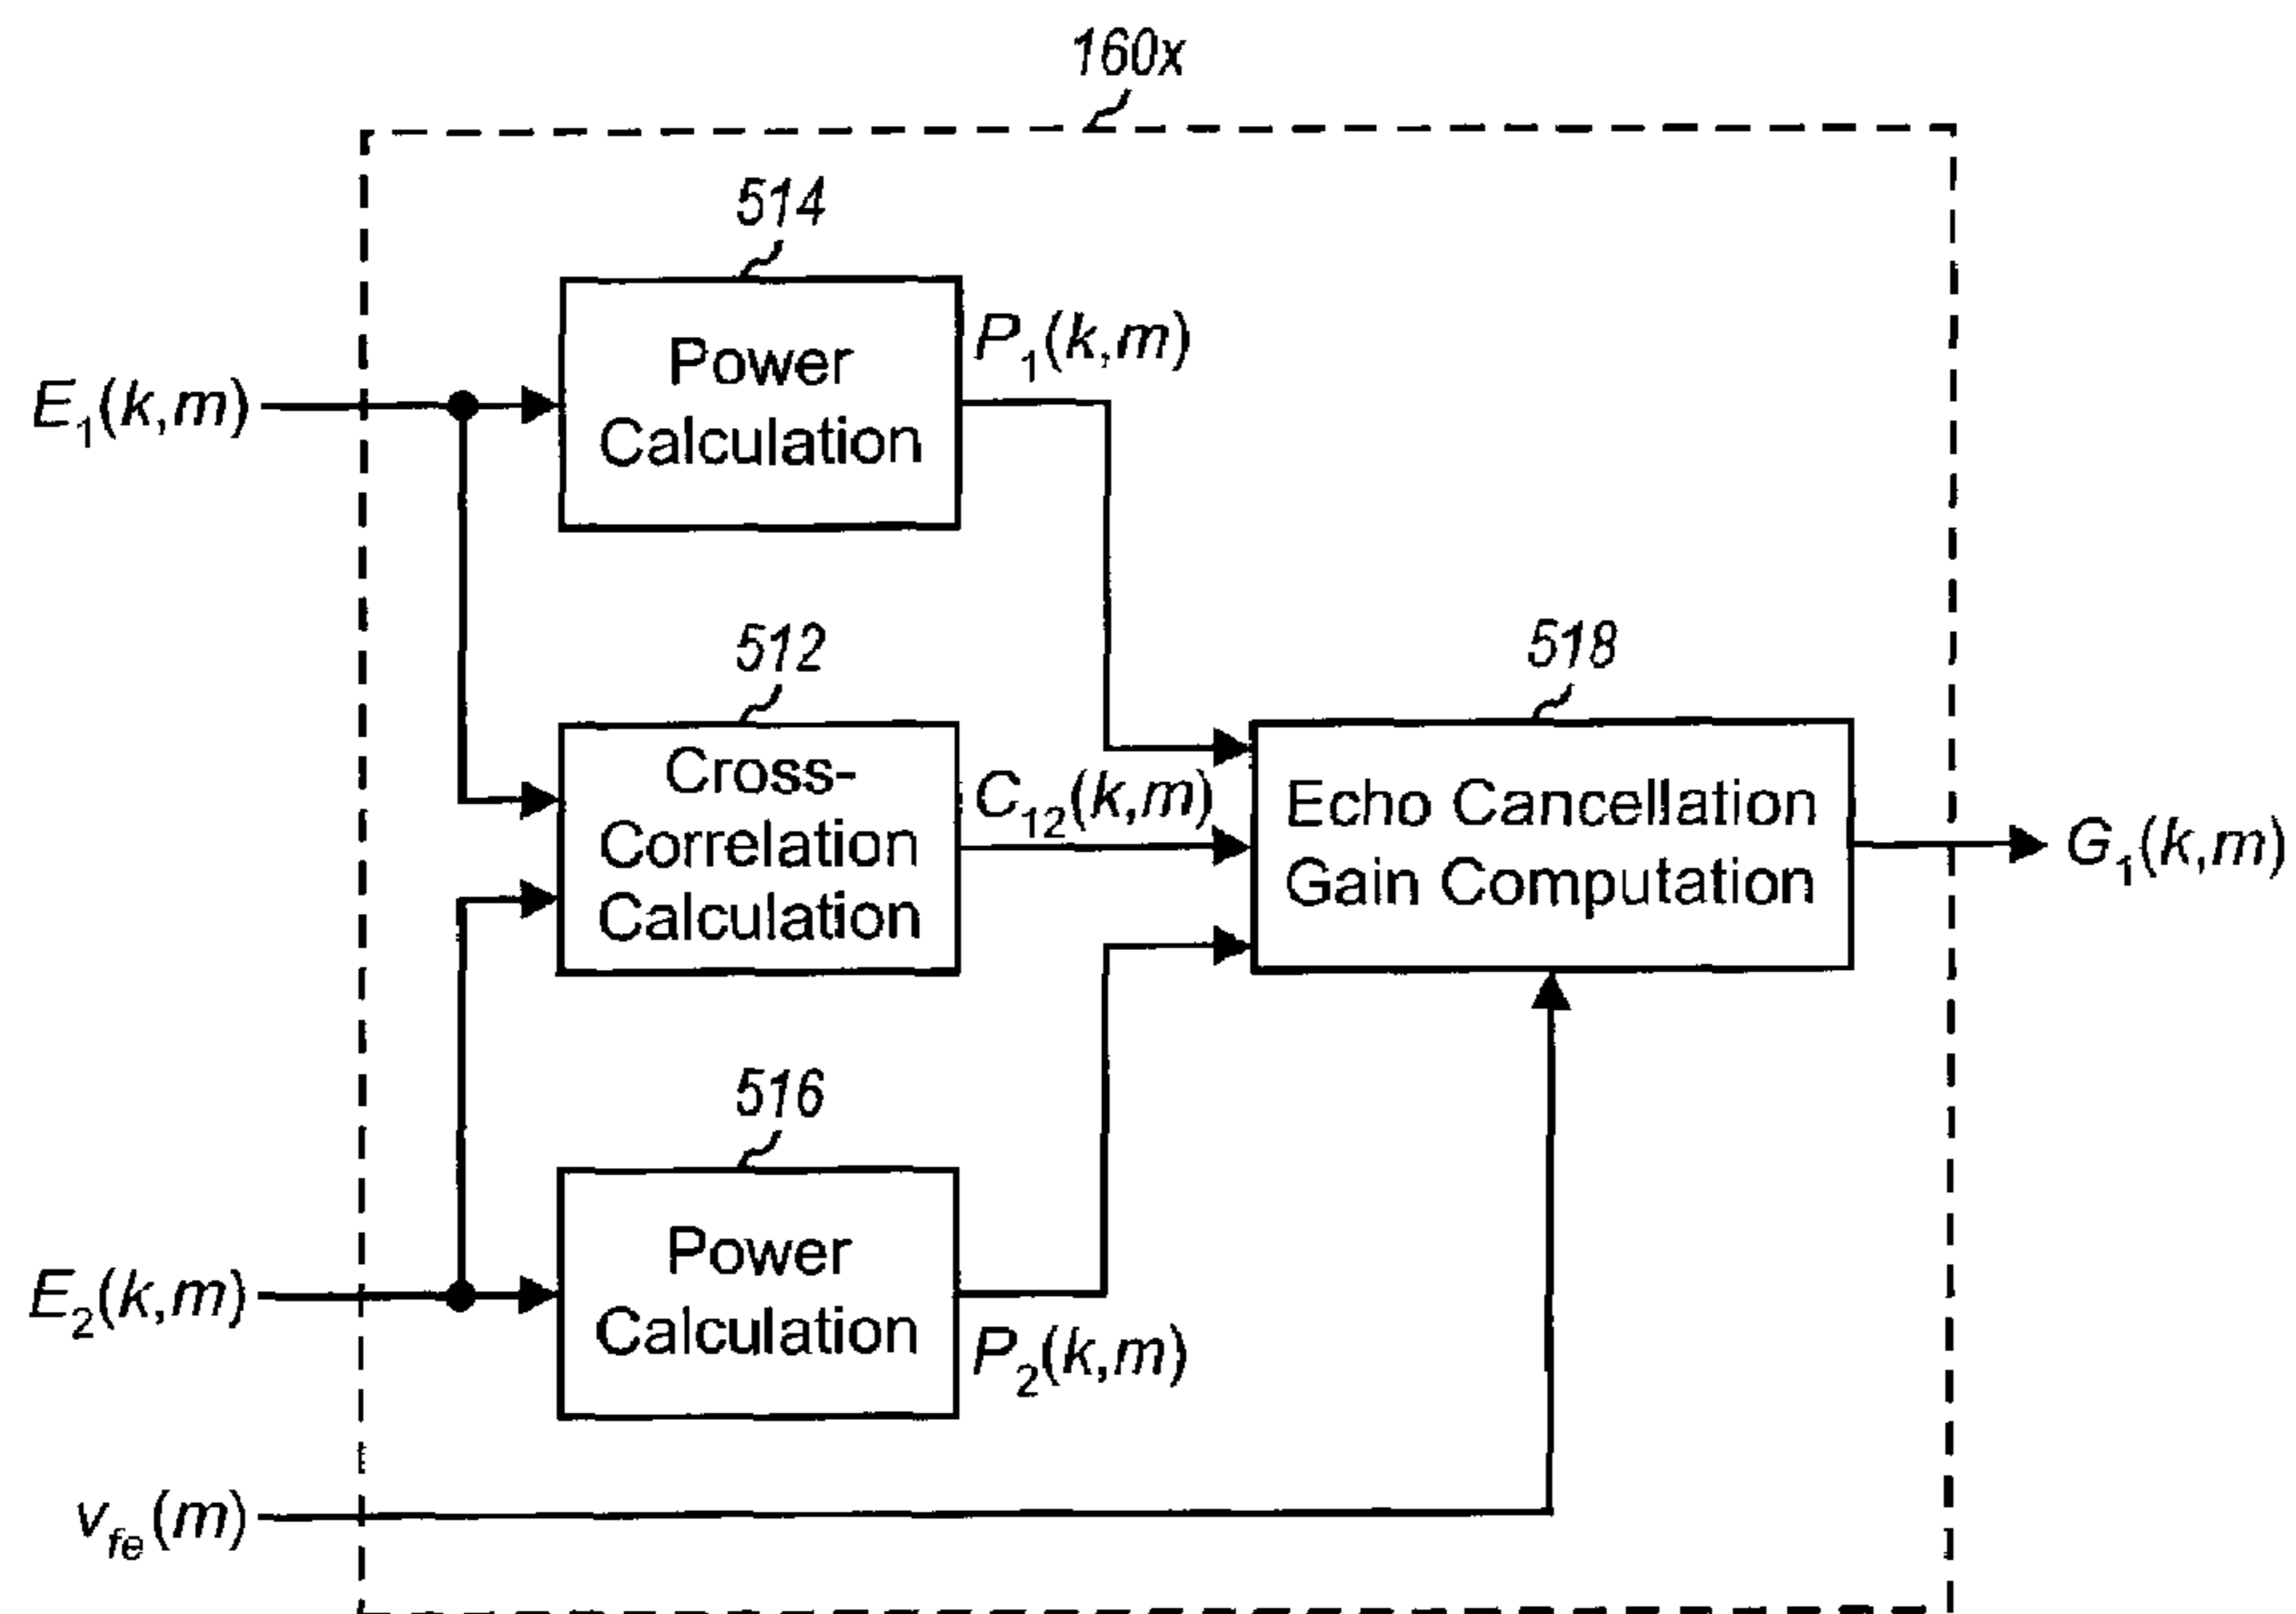 160x
514
Power
Calculation
P₁(k,m)
E₁(k,m)
512
Cross-
Correlation
Calculation
C₁₂(k,m)
518
Echo Cancellation
Gain Computation
G₁(k,m)
516
Power
Calculation
P₂(k,m)
E₂(k,m)
v_fe(m)